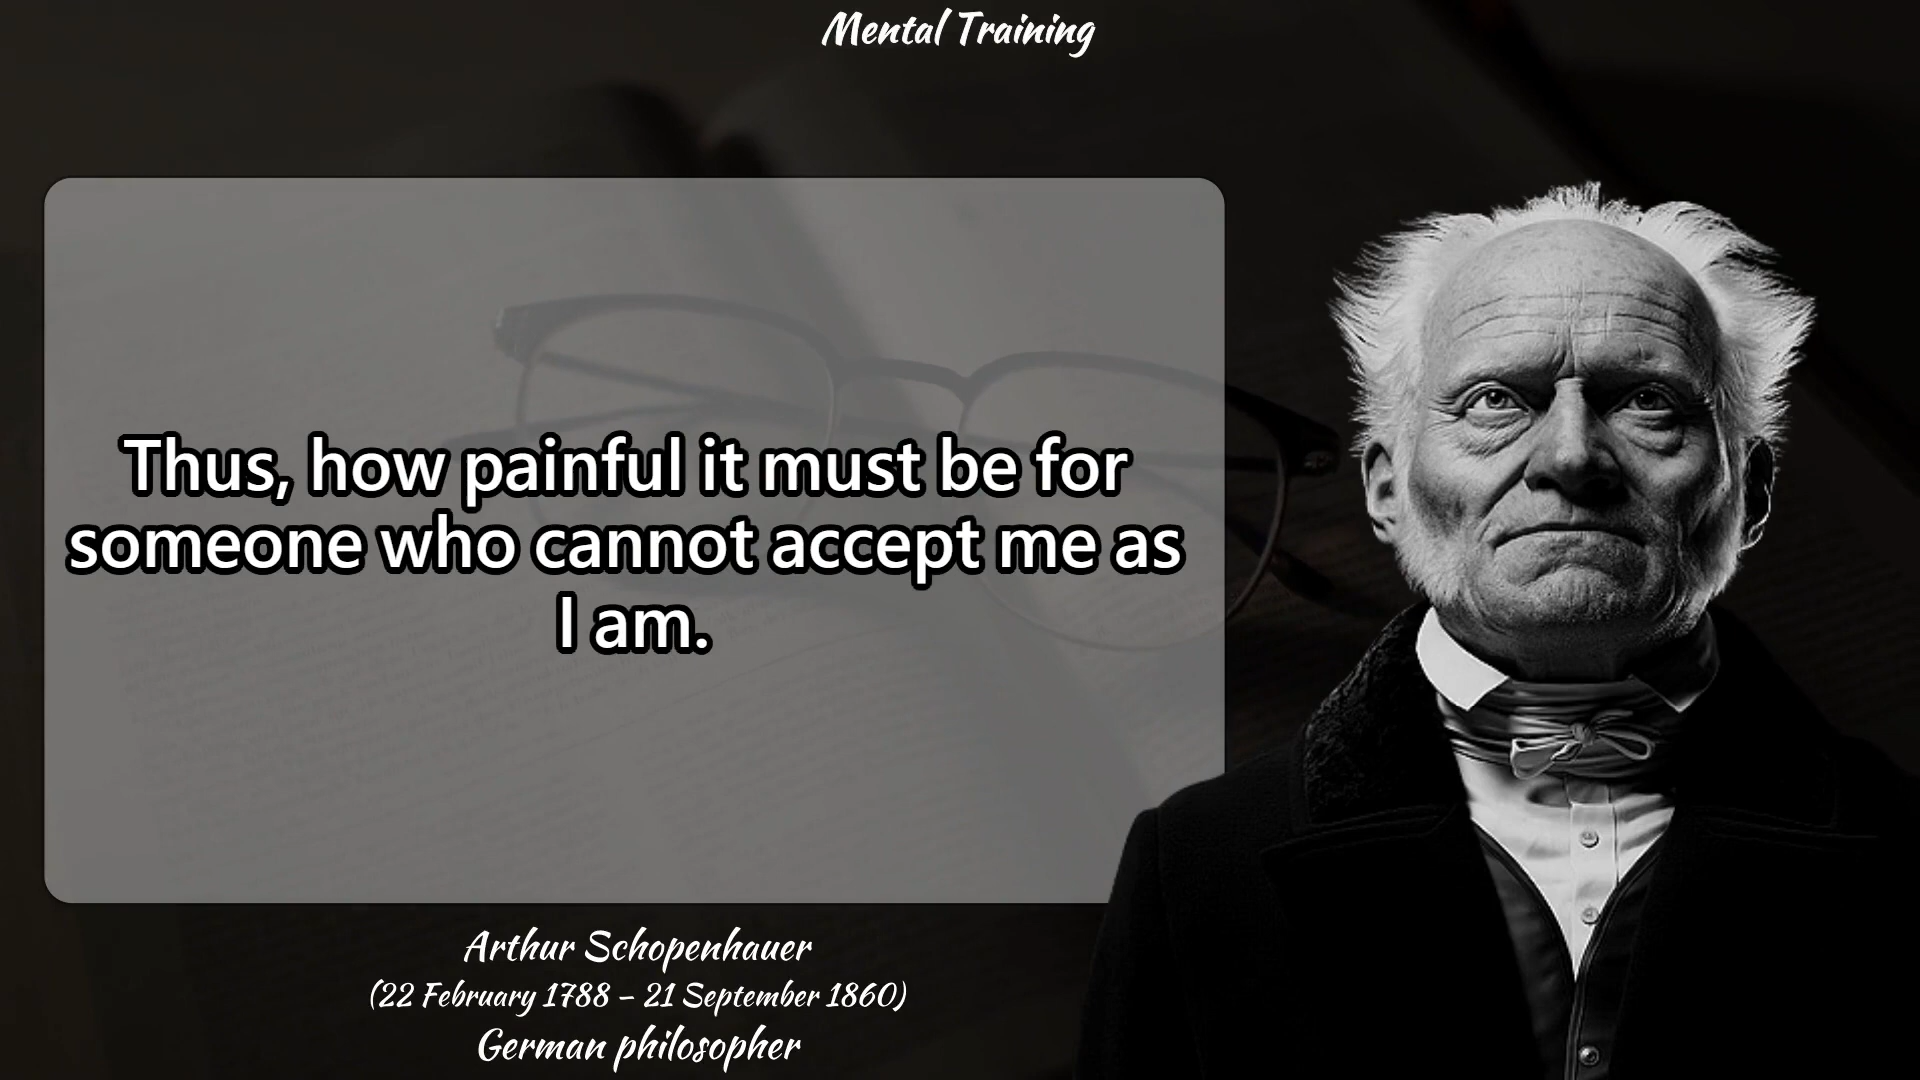 Mental Training
Thus, how painful it must be for
someone who cannot accept me as
I am.
Arthur Schopenhauer
(22 February 1788 – 21 September 1860)
German philosopher